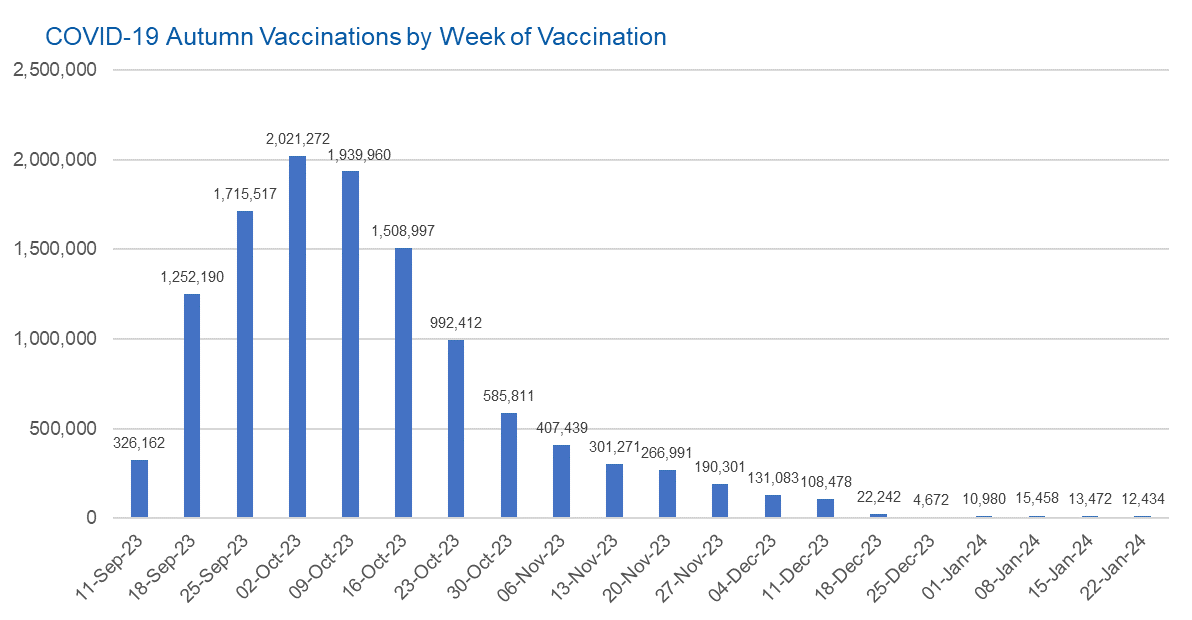 COVID-19 Autumn Vaccinations by Week of Vaccination
2,500,000
2,000,000
1,500,000
1,000,000
500,000
0
326,162
1,252,190
1,715,517
2,021,272
1,939,960
1,508,997
992,412
585,811
407,439
301,271
266,991
190,301
131,083
108,478
22,242
4,672
10,980
15,458
13,472
12,434
11-Sep-23
18-Sep-23
25-Sep-23
02-Oct-23
09-Oct-23
16-Oct-23
23-Oct-23
30-Oct-23
06-Nov-23
13-Nov-23
20-Nov-23
27-Nov-23
04-Dec-23
11-Dec-23
18-Dec-23
25-Dec-23
01-Jan-24
08-Jan-24
15-Jan-24
22-Jan-24